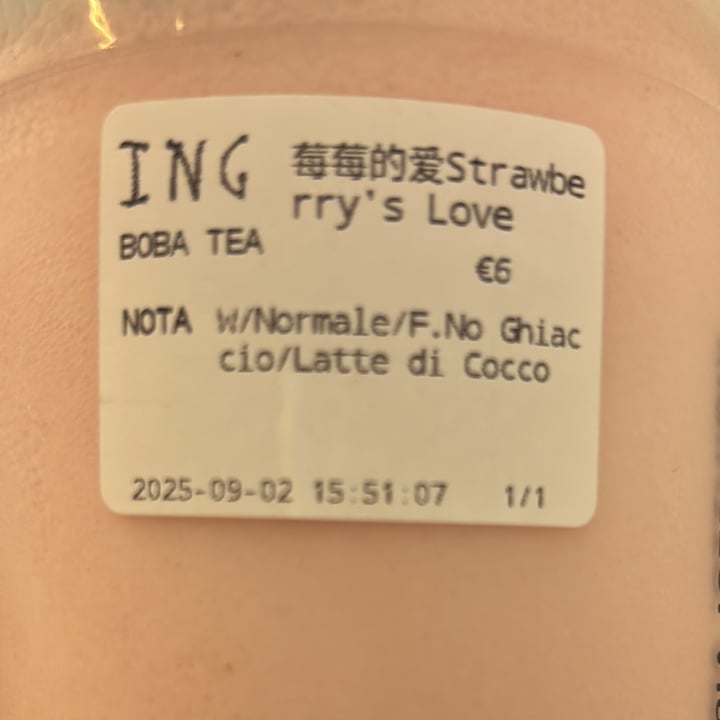 ING
莓莓的爱Strawbe
rry's Love
BOBA TEA
€6
NOTA W/Normale/F.No Ghiac
cio/Latte di Cocco
2025-09-02 15:51:07 1/1